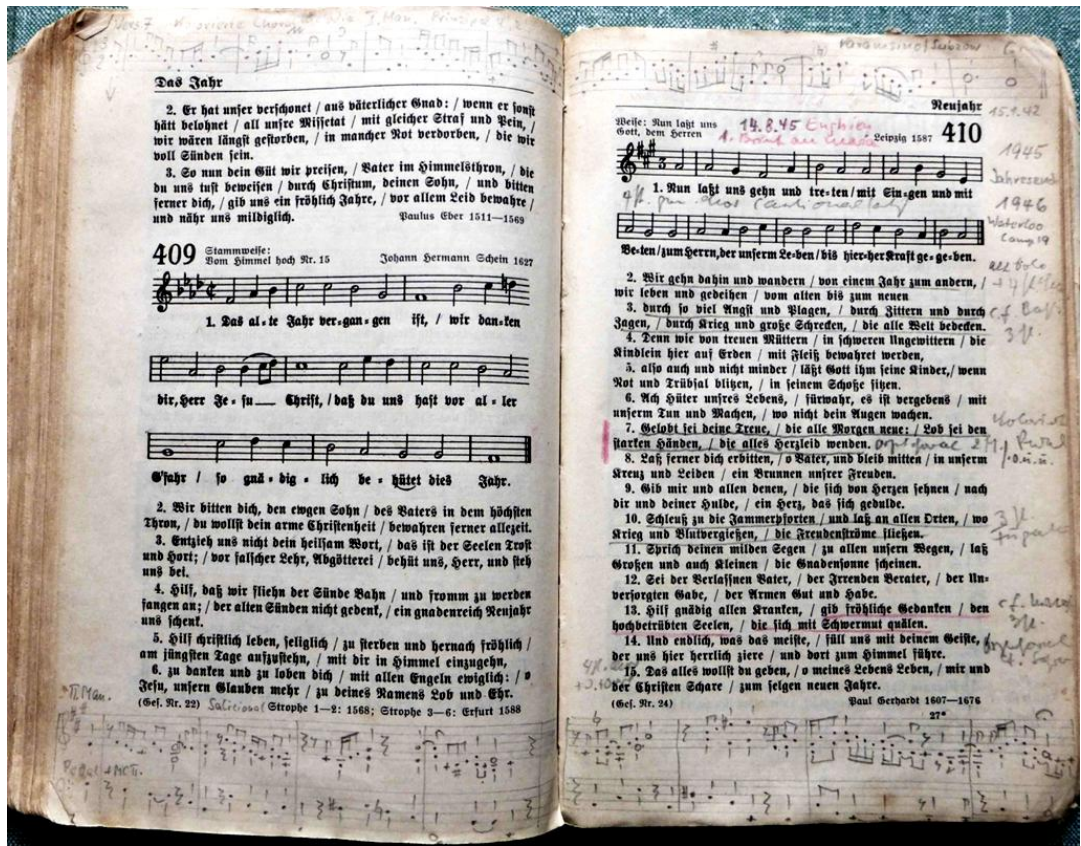 Das Jahr
2. Er hat unser verschonet / aus väterlicher Gnad: / wenn er sonst
hätt belohnet / all unsre Missetat / mit gleicher Straf und Pein, /
wir wären längst gestorben, / in mancher Not verdorben, / die wir
voll Sünden sein.
3. So nun dein Güt wir preisen, / Vater im Himmelsthron, / die
du uns tust beweisen / durch Christum, deinen Sohn, / und bitten
ferner dich, / gib uns ein fröhlich Jahre, / vor allem Leid bewahre /
und nähr uns mildiglich.
Paulus Eber 1511—1569
409 Stammweise:
Vom Himmel hoch Nr. 15
Johann Hermann Schein 1627
1. Das al-te Jahr ver-gan-gen ist, / wir dan-ken
dir, Herr Je-su Christ, / daß du uns hast vor al-ler
G'fahr / so gnä-dig-lich be-hütet dies Jahr.
2. Wir bitten dich, den ewgen Sohn / des Vaters in dem höchsten
Thron, / du wollst dein arme Christenheit / bewahren ferner allezeit.
3. Entzieh uns nicht dein heilsam Wort, / das ist der Seelen Trost
und Hort; / vor falscher Lehr, Abgötterei / behüt uns, Herr, und steh
uns bei.
4. Hilf, daß wir fliehn der Sünde Bahn / und fromm zu werden
fangen an; / der alten Sünden nicht gedenk, / ein gnadenreich Neujahr
uns schenk.
5. Hilf christlich leben, seliglich / zu sterben und hernach fröhlich /
am jüngsten Tage aufzustehn, / mit dir in Himmel einzugehn,
6. zu danken und zu loben dich / mit allen Engeln ewiglich: / o
Jesu, unsern Glauben mehr / zu deines Namens Lob und Ehr.
II. Man.
(Ges. Nr. 22) Strophe 1—2: 1568; Strophe 3—6: Erfurt 1588
Neujahr
15.1.42
Weise: Nun laßt uns
Gott, dem Herren
14.8.45 Enghien
Leipzig 1587 410
1945
1. Nun laßt uns gehn und tre-ten / mit Sin-gen und mit
1946
Waterloo
Camp 19
Be-ten / zum Herrn, der unserm Le-ben / bis hier-her Kraft ge-ge-ben.
2. Wir gehn dahin und wandern / von einem Jahr zum andern, /
wir leben und gedeihen / vom alten bis zum neuen
3. durch so viel Angst und Plagen, / durch Zittern und durch
Zagen, / durch Krieg und große Schrecken, / die alle Welt bedecken.
c.f. Baß
4. Denn wie von treuen Müttern / in schweren Ungewittern / die
Kindlein hier auf Erden / mit Fleiß bewahret werden,
5. also auch und nicht minder / läßt Gott ihm seine Kinder, / wenn
Not und Trübsal blitzen, / in seinem Schoße sitzen.
6. Ach Hüter unsres Lebens, / fürwahr, es ist vergebens / mit
unserm Tun und Machen, / wo nicht dein Augen wachen.
7. Gelobt sei deine Treue, / die alle Morgen neue: / Lob sei den
starken Händen, / die alles Herzleid wenden.
8. Laß ferner dich erbitten, / o Vater, und bleib mitten / in unserm
Kreuz und Leiden / ein Brunnen unsrer Freuden.
9. Gib mir und allen denen, / die sich von Herzen sehnen / nach
dir und deiner Hulde, / ein Herz, das sich gedulde.
10. Schleuß zu die Jammerpforten / und laß an allen Orten, / wo
Krieg und Blutvergießen, / die Freudenströme fließen.
11. Sprich deinen milden Segen / zu allen unsern Wegen, / laß
Großen und auch Kleinen / die Gnadensonne scheinen.
12. Sei der Verlaßnen Vater, / der Irrenden Berater, / der Un-
versorgten Gabe, / der Armen Gut und Habe.
13. Hilf gnädig allen Kranken, / gib fröhliche Gedanken / den
hochbetrübten Seelen, / die sich mit Schwermut quälen.
14. Und endlich, was das meiste, / füll uns mit deinem Geiste,
der uns hier herrlich ziere / und dort zum Himmel führe.
15. Das alles wollst du geben, / o meines Lebens Leben, / mir und
der Christen Schare / zum selgen neuen Jahre.
(Ges. Nr. 24)
Paul Gerhardt 1607—1676
27*